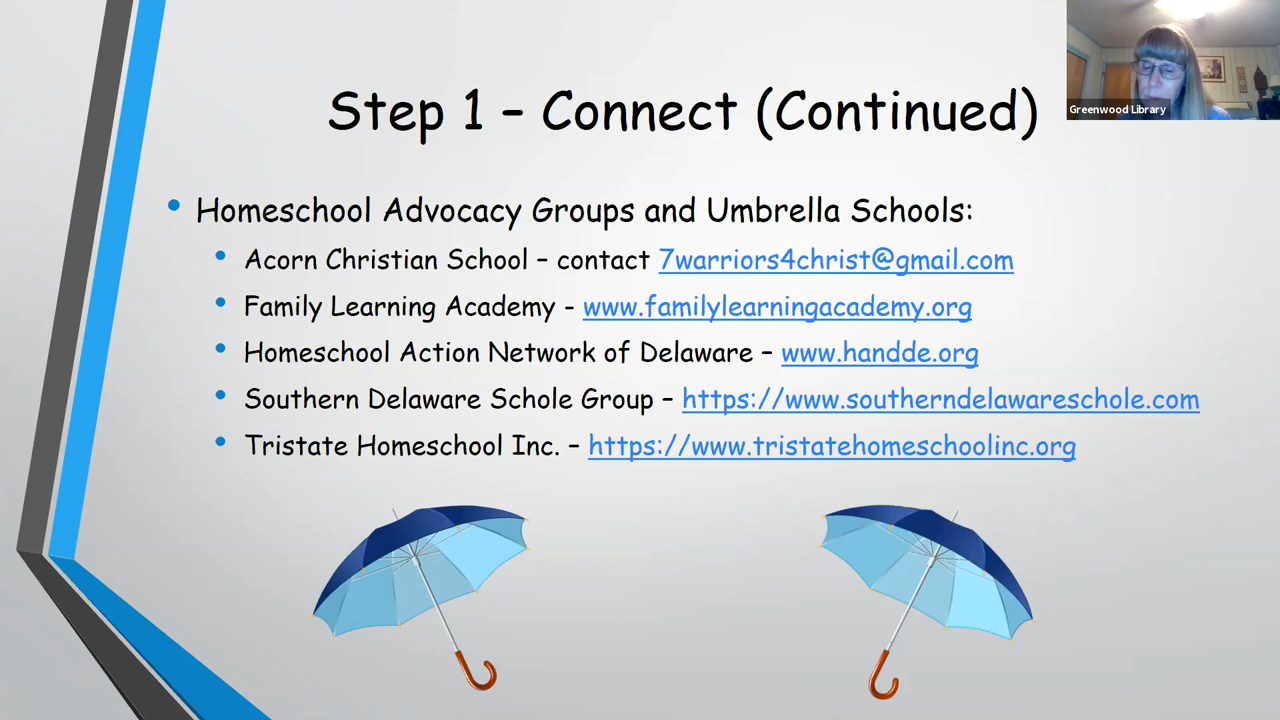 Step 1 – Connect (Continued)
Greenwood Library
• Homeschool Advocacy Groups and Umbrella Schools:
• Acorn Christian School – contact 7warriors4christ@gmail.com
• Family Learning Academy - www.familylearningacademy.org
• Homeschool Action Network of Delaware – www.handde.org
• Southern Delaware Schole Group – https://www.southerndelawareschole.com
• Tristate Homeschool Inc. – https://www.tristatehomeschoolinc.org